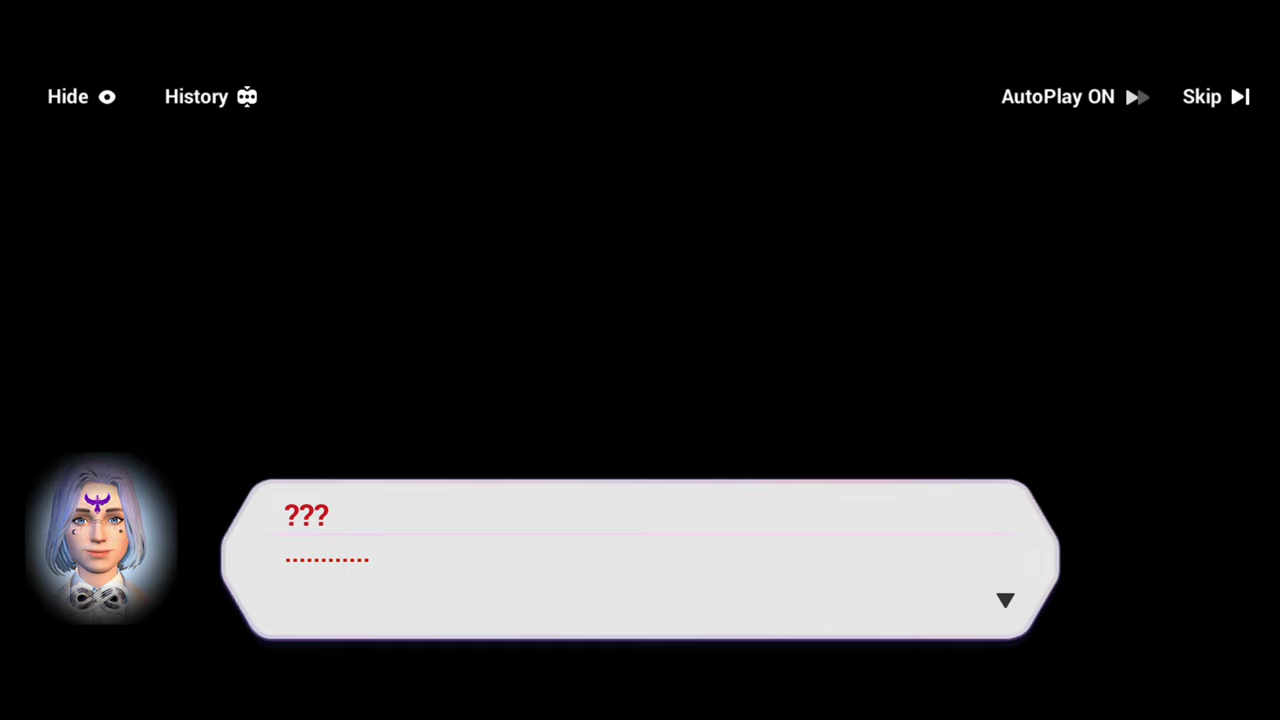 Hide
History
AutoPlay ON
Skip
???
............